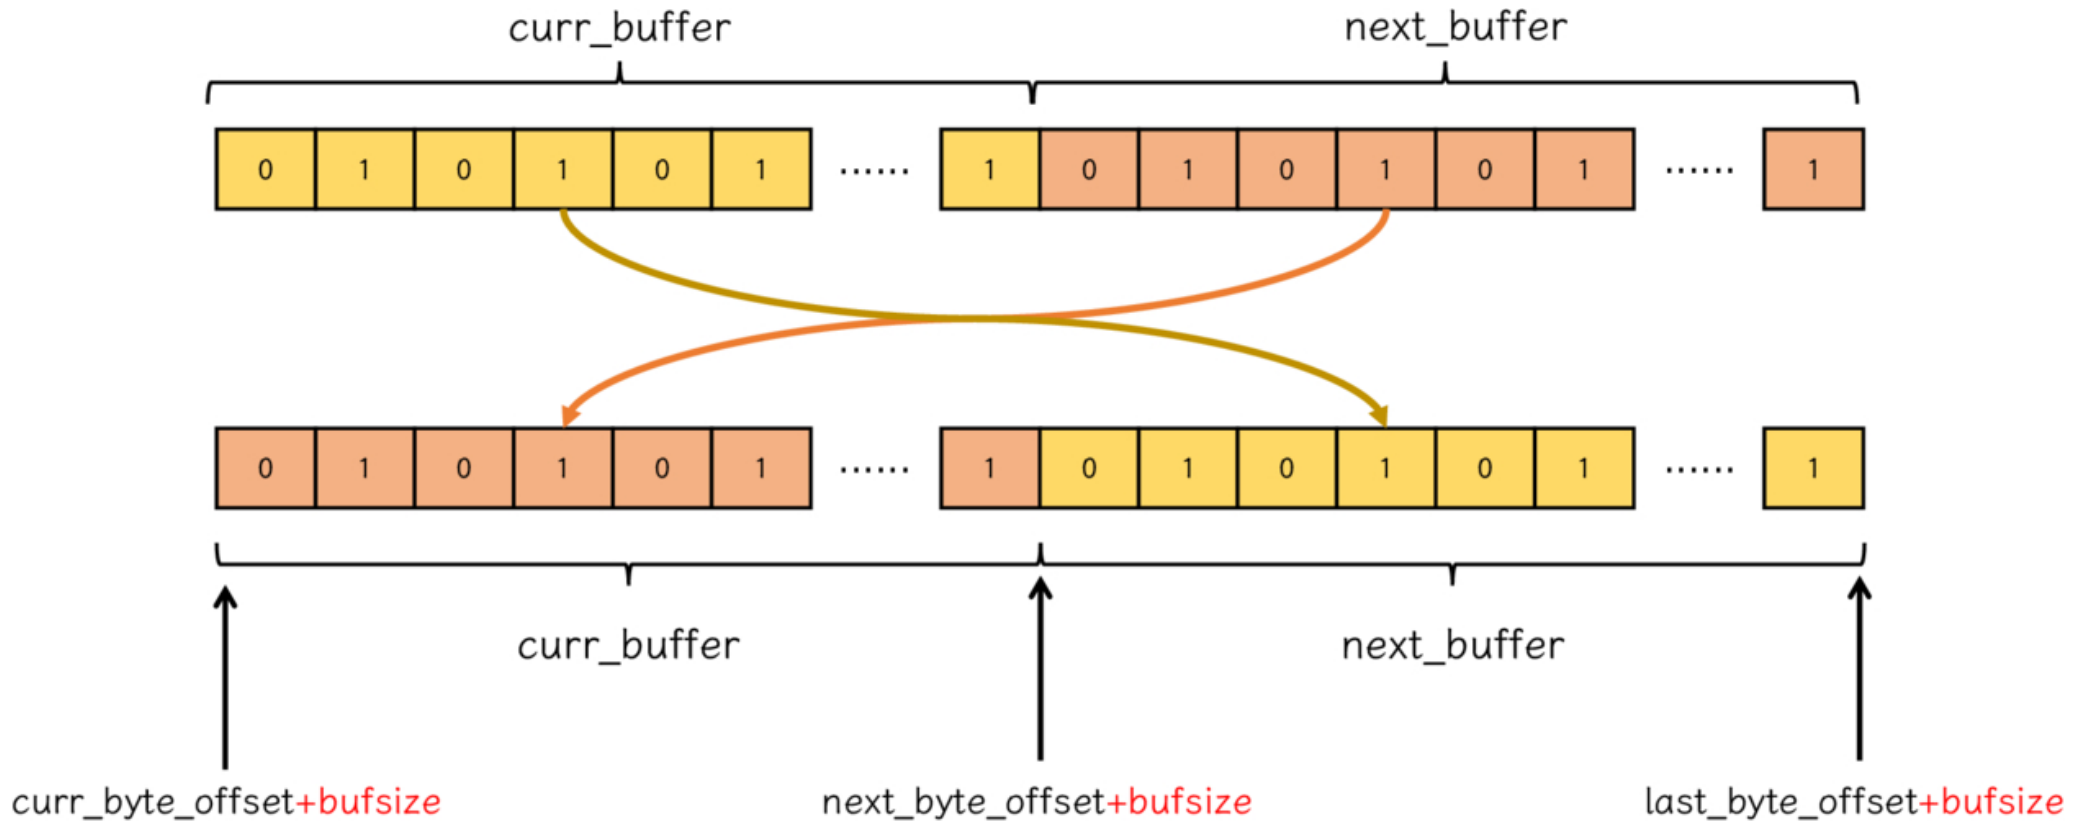 curr_buffer next_buffer
0 1 0 1 0 1 ...... 1 0 1 0 1 0 1 ...... 1
0 1 0 1 0 1 ...... 1 0 1 0 1 0 1 ...... 1
curr_buffer next_buffer
curr_byte_offset+bufsize next_byte_offset+bufsize last_byte_offset+bufsize